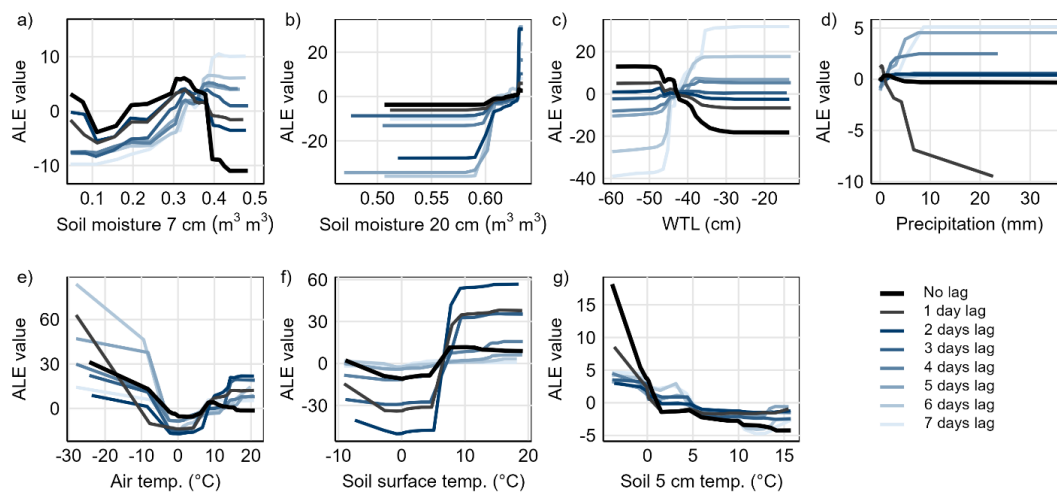 a)
ALE value
10
0
-10
0.1 0.2 0.3 0.4 0.5
Soil moisture 7 cm (m³ m³)
b)
ALE value
20
0
-20
0.50 0.55 0.60
Soil moisture 20 cm (m³ m³)
c)
ALE value
40
20
0
-20
-40
-60 -50 -40 -30 -20
WTL (cm)
d)
ALE value
5
0
-5
-10
0 10 20 30
Precipitation (mm)
e)
ALE value
60
30
0
-30 -20 -10 0 10 20
Air temp. (°C)
f)
ALE value
60
30
0
-30
-10 0 10 20
Soil surface temp. (°C)
g)
ALE value
15
10
5
0
-5
0 5 10 15
Soil 5 cm temp. (°C)
No lag
1 day lag
2 days lag
3 days lag
4 days lag
5 days lag
6 days lag
7 days lag